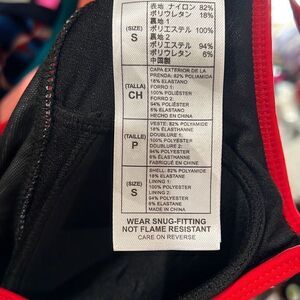 表地 ナイロン 82%
ポリウレタン 18%
(SIZE)
S
裏地 1
ポリエステル 100%
裏地 2
ポリエステル 94%
ポリウレタン 6%
中国製
CAPA EXTERIOR DE LA
PRENDA: 82% POLIAMIDA
18% ELASTANO
(TALLA)
CH
FORRO 1:
100% POLIÉSTER
FORRO 2:
94% POLIÉSTER
6% ELASTANO
HECHO EN CHINA
VESTE: 82% POLYAMIDE
18% ÉLASTHANNE
(TAILLE)
P
DOUBLURE 1:
100% POLYESTER
DOUBLURE 2:
94% POLYESTER
6% ÉLASTHANNE
FABRIQUÉ EN CHINE
SHELL: 82% POLYAMIDE
18% ELASTANE
(SIZE)
S
LINING 1:
100% POLYESTER
LINING 2:
94% POLYESTER
6% ELASTANE
MADE IN CHINA
WEAR SNUG-FITTING
NOT FLAME RESISTANT
CARE ON REVERSE